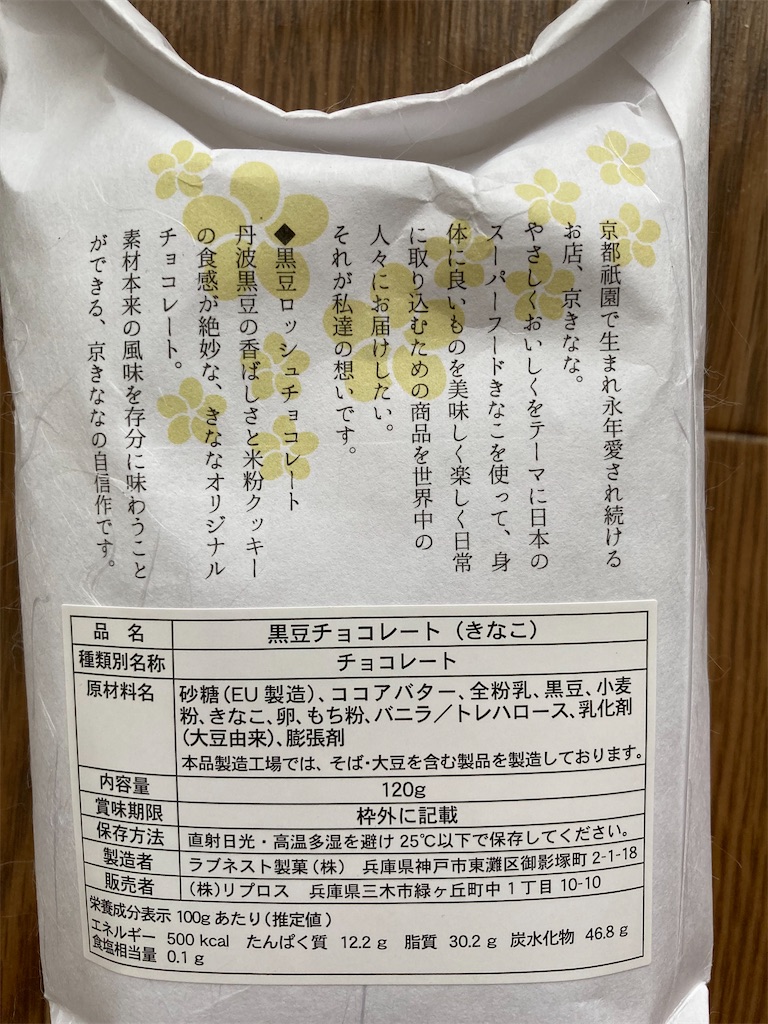 京都祇園で生まれ永年愛され続ける
お店、京きなな。
やさしくおいしくをテーマに日本の
スーパーフードきなこを使って、身
体に良いものを美味しく楽しく日常
に取り込むための商品を世界中の
人々にお届けしたい。
それが私達の想いです。
◆黒豆ロッシュチョコレート
丹波黒豆の香ばしさと米粉クッキー
の食感が絶妙な、きななオリジナル
チョコレート。
素材本来の風味を存分に味わうこと
ができる、京きななの自信作です。
品名 黒豆チョコレート（きなこ）
種類別名称 チョコレート
原材料名 砂糖（EU製造）、ココアバター、全粉乳、黒豆、小麦
粉、きなこ、卵、もち粉、バニラ／トレハロース、乳化剤
（大豆由来）、膨張剤
本品製造工場では、そば・大豆を含む製品を製造しております。
内容量 120g
賞味期限 枠外に記載
保存方法 直射日光・高温多湿を避け25℃以下で保存してください。
製造者 ラブネスト製菓（株） 兵庫県神戸市東灘区御影塚町2-1-18
販売者 （株）リプロス 兵庫県三木市緑ヶ丘町中1丁目10-10
栄養成分表示 100gあたり（推定値）
エネルギー 500kcal たんぱく質 12.2g 脂質 30.2g 炭水化物 46.8g
食塩相当量 0.1g